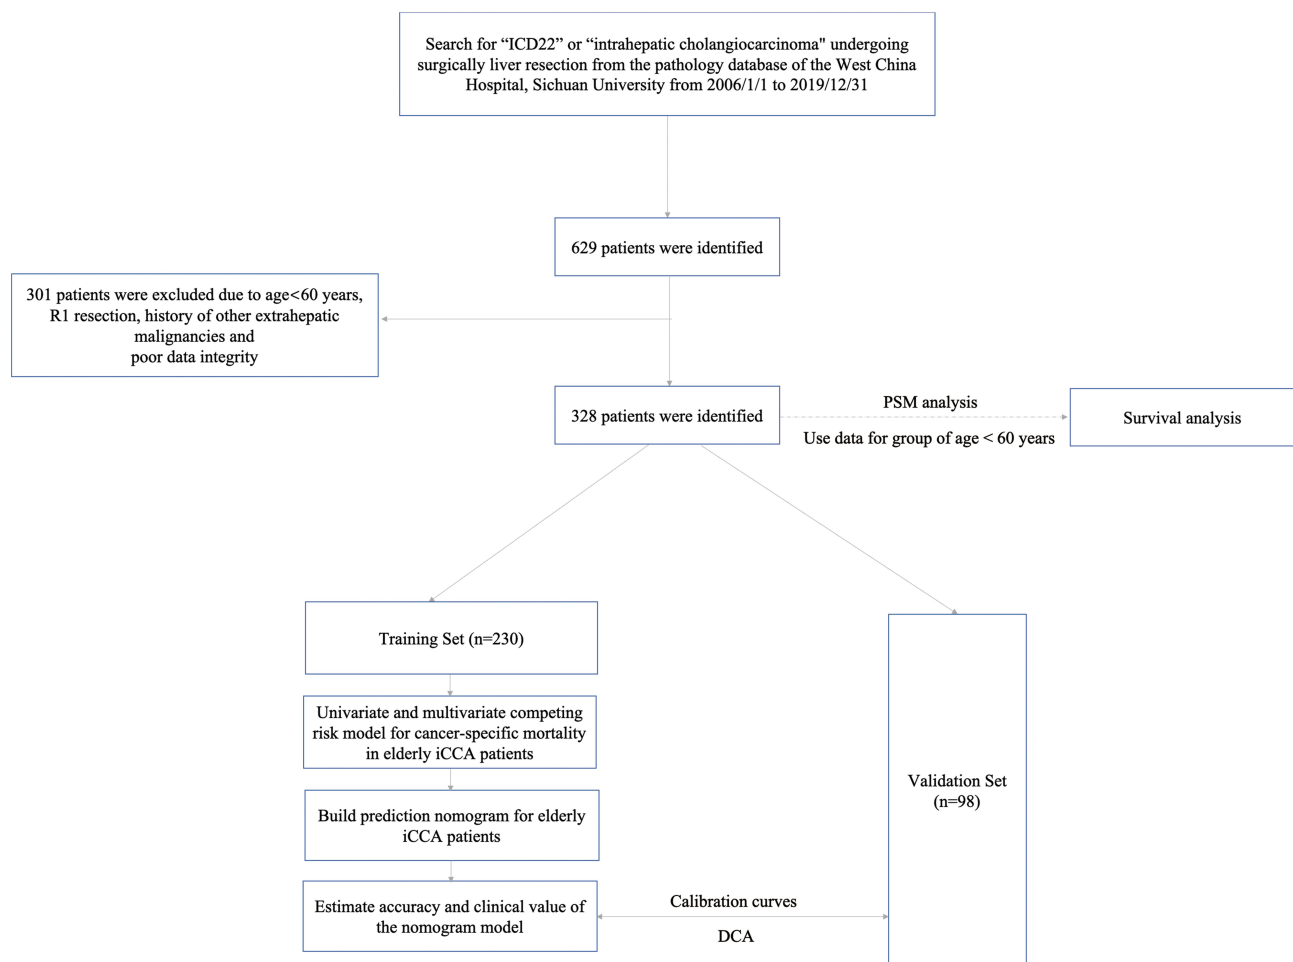 Search for “ICD22” or “intrahepatic cholangiocarcinoma" undergoing
surgically liver resection from the pathology database of the West China
Hospital, Sichuan University from 2006/1/1 to 2019/12/31
629 patients were identified
301 patients were excluded due to age<60 years,
R1 resection, history of other extrahepatic
malignancies and
poor data integrity
328 patients were identified
PSM analysis
Use data for group of age < 60 years
Survival analysis
Training Set (n=230)
Univariate and multivariate competing
risk model for cancer-specific mortality
in elderly iCCA patients
Build prediction nomogram for elderly
iCCA patients
Estimate accuracy and clinical value of
the nomogram model
Calibration curves
DCA
Validation Set
(n=98)